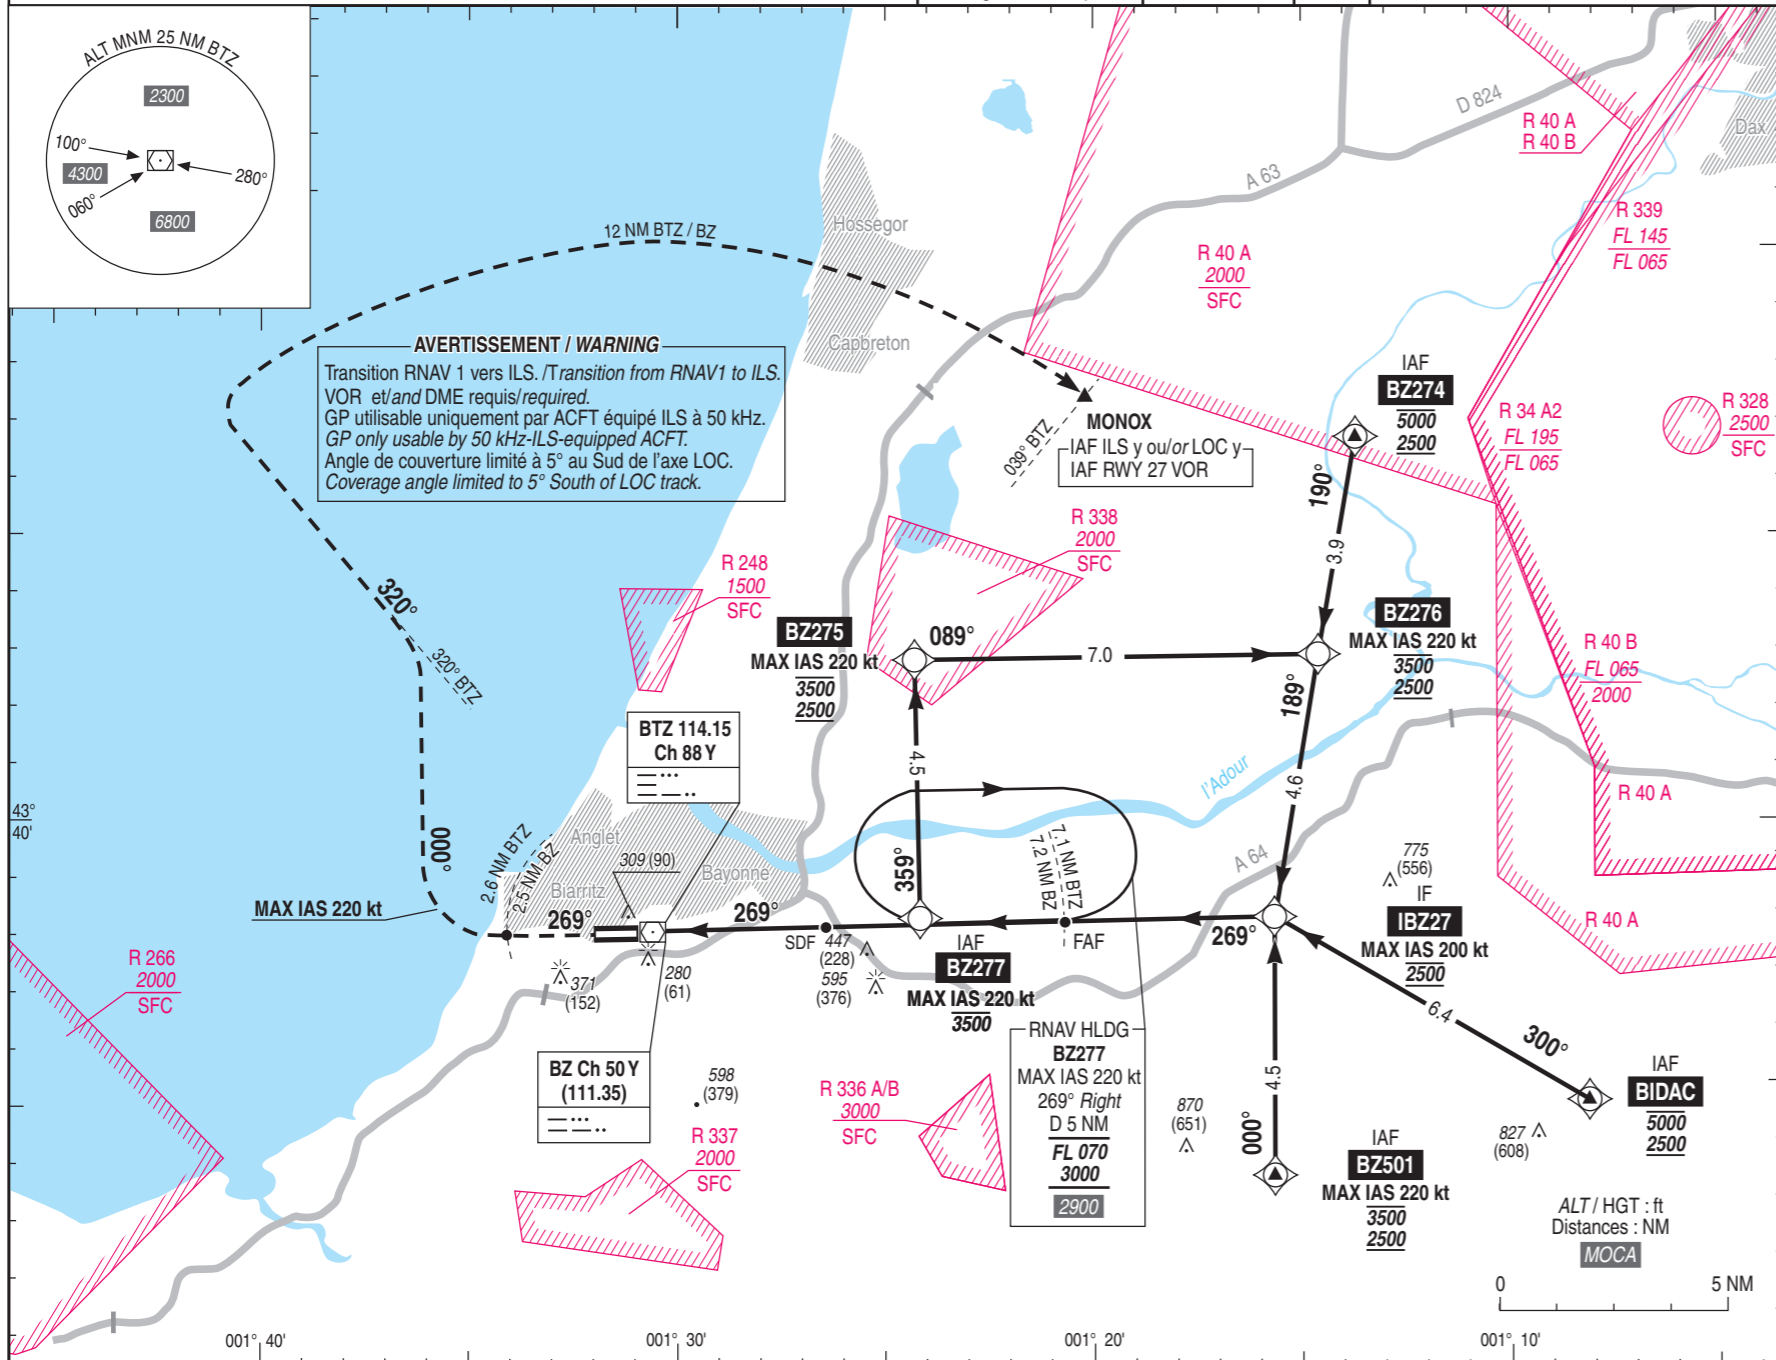 ALT MNM 25 NM BTZ
2300
100°
4300
280°
060°
6800
12 NM BTZ / BZ
AVERTISSEMENT / WARNING
Transition RNAV 1 vers ILS. /Transition from RNAV1 to ILS.
VOR et/and DME requis/required.
GP utilisable uniquement par ACFT équipé ILS à 50 kHz.
GP only usable by 50 kHz-ILS-equipped ACFT.
Angle de couverture limité à 5° au Sud de l'axe LOC.
Coverage angle limited to 5° South of LOC track.
Hossegor
Capbreton
A 63
D 824
Dax
R 40 A
R 40 B
R 339
FL 145
FL 065
R 40 A
2000
SFC
IAF
BZ274
5000
2500
R 34 A2
FL 195
FL 065
R 328
2500
SFC
MONOX
IAF ILS y ou/or LOC y
IAF RWY 27 VOR
039° BTZ
190°
3.9
R 338
2000
SFC
R 248
1500
SFC
320°
320° BTZ
BZ275
MAX IAS 220 kt
3500
2500
089°
7.0
BZ276
MAX IAS 220 kt
3500
2500
R 40 B
FL 065
2000
189°
4.6
BTZ 114.15
Ch 88 Y
4.5
l'Adour
R 40 A
43°
40'
000°
2.6 NM BTZ
2.5 NM BZ
Anglet
309 (90)
Biarritz
Bayonne
359°
7.1 NM BTZ
7.2 NM BZ
A 64
775
(556)
MAX IAS 220 kt
269°
269°
SDF
447
(228)
595
(376)
IAF
BZ277
MAX IAS 220 kt
3500
FAF
269°
IF
IBZ27
MAX IAS 200 kt
2500
R 40 A
R 266
2000
SFC
371
(152)
280
(61)
6.4
300°
RNAV HLDG
BZ277
MAX IAS 220 kt
269° Right
D 5 NM
FL 070
3000
2900
BZ Ch 50 Y
(111.35)
598
(379)
R 336 A/B
3000
SFC
R 337
2000
SFC
870
(651)
4.5
000°
IAF
BZ501
MAX IAS 220 kt
3500
2500
827
(608)
IAF
BIDAC
5000
2500
ALT / HGT : ft
Distances : NM
MOCA
0
5 NM
001° 40'
001° 30'
001° 20'
001° 10'